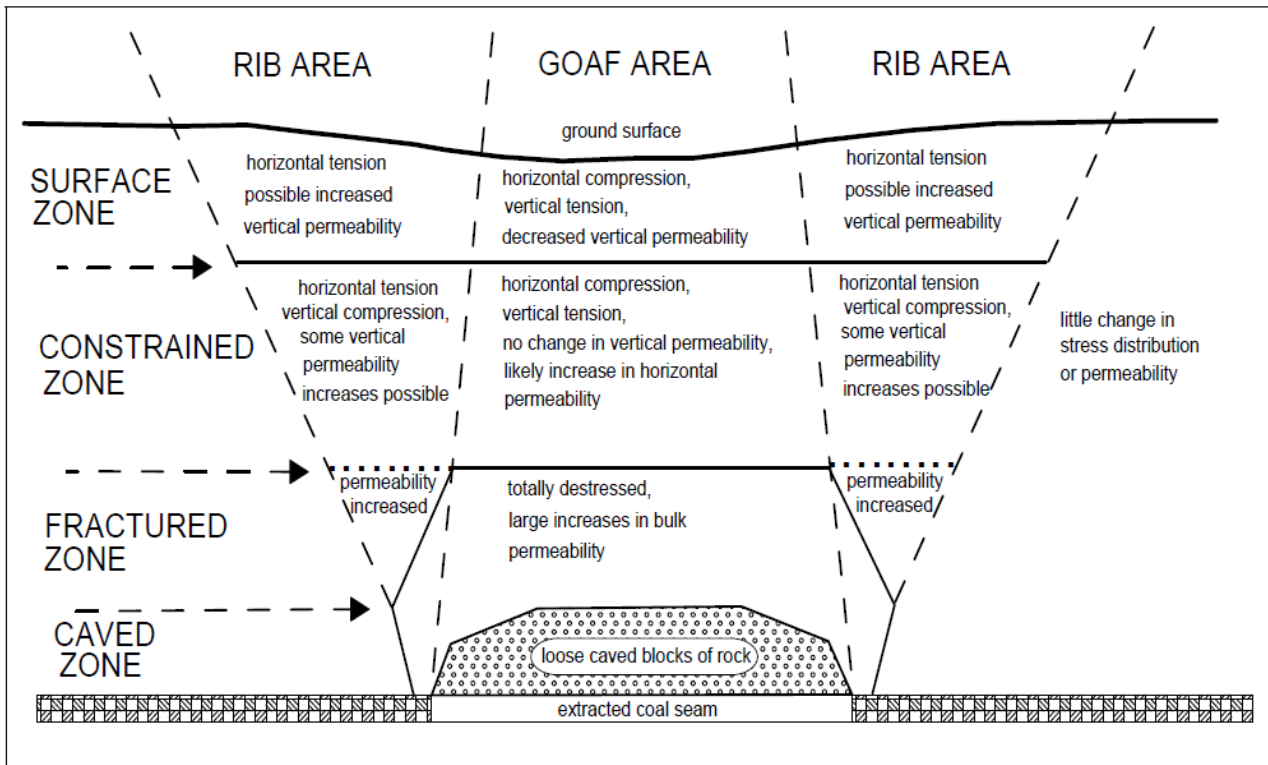 RIB AREA
GOAF AREA
RIB AREA
ground surface
SURFACE
ZONE
horizontal tension
possible increased
vertical permeability
horizontal compression,
vertical tension,
decreased vertical permeability
horizontal tension
possible increased
vertical permeability
CONSTRAINED
ZONE
horizontal tension
vertical compression,
some vertical
permeability
increases possible
horizontal compression,
vertical tension,
no change in vertical permeability,
likely increase in horizontal
permeability
horizontal tension
vertical compression,
some vertical
permeability
increases possible
little change in
stress distribution
or permeability
FRACTURED
ZONE
permeability
increased
totally destressed,
large increases in bulk
permeability
permeability
increased
CAVED
ZONE
loose caved blocks of rock
extracted coal seam